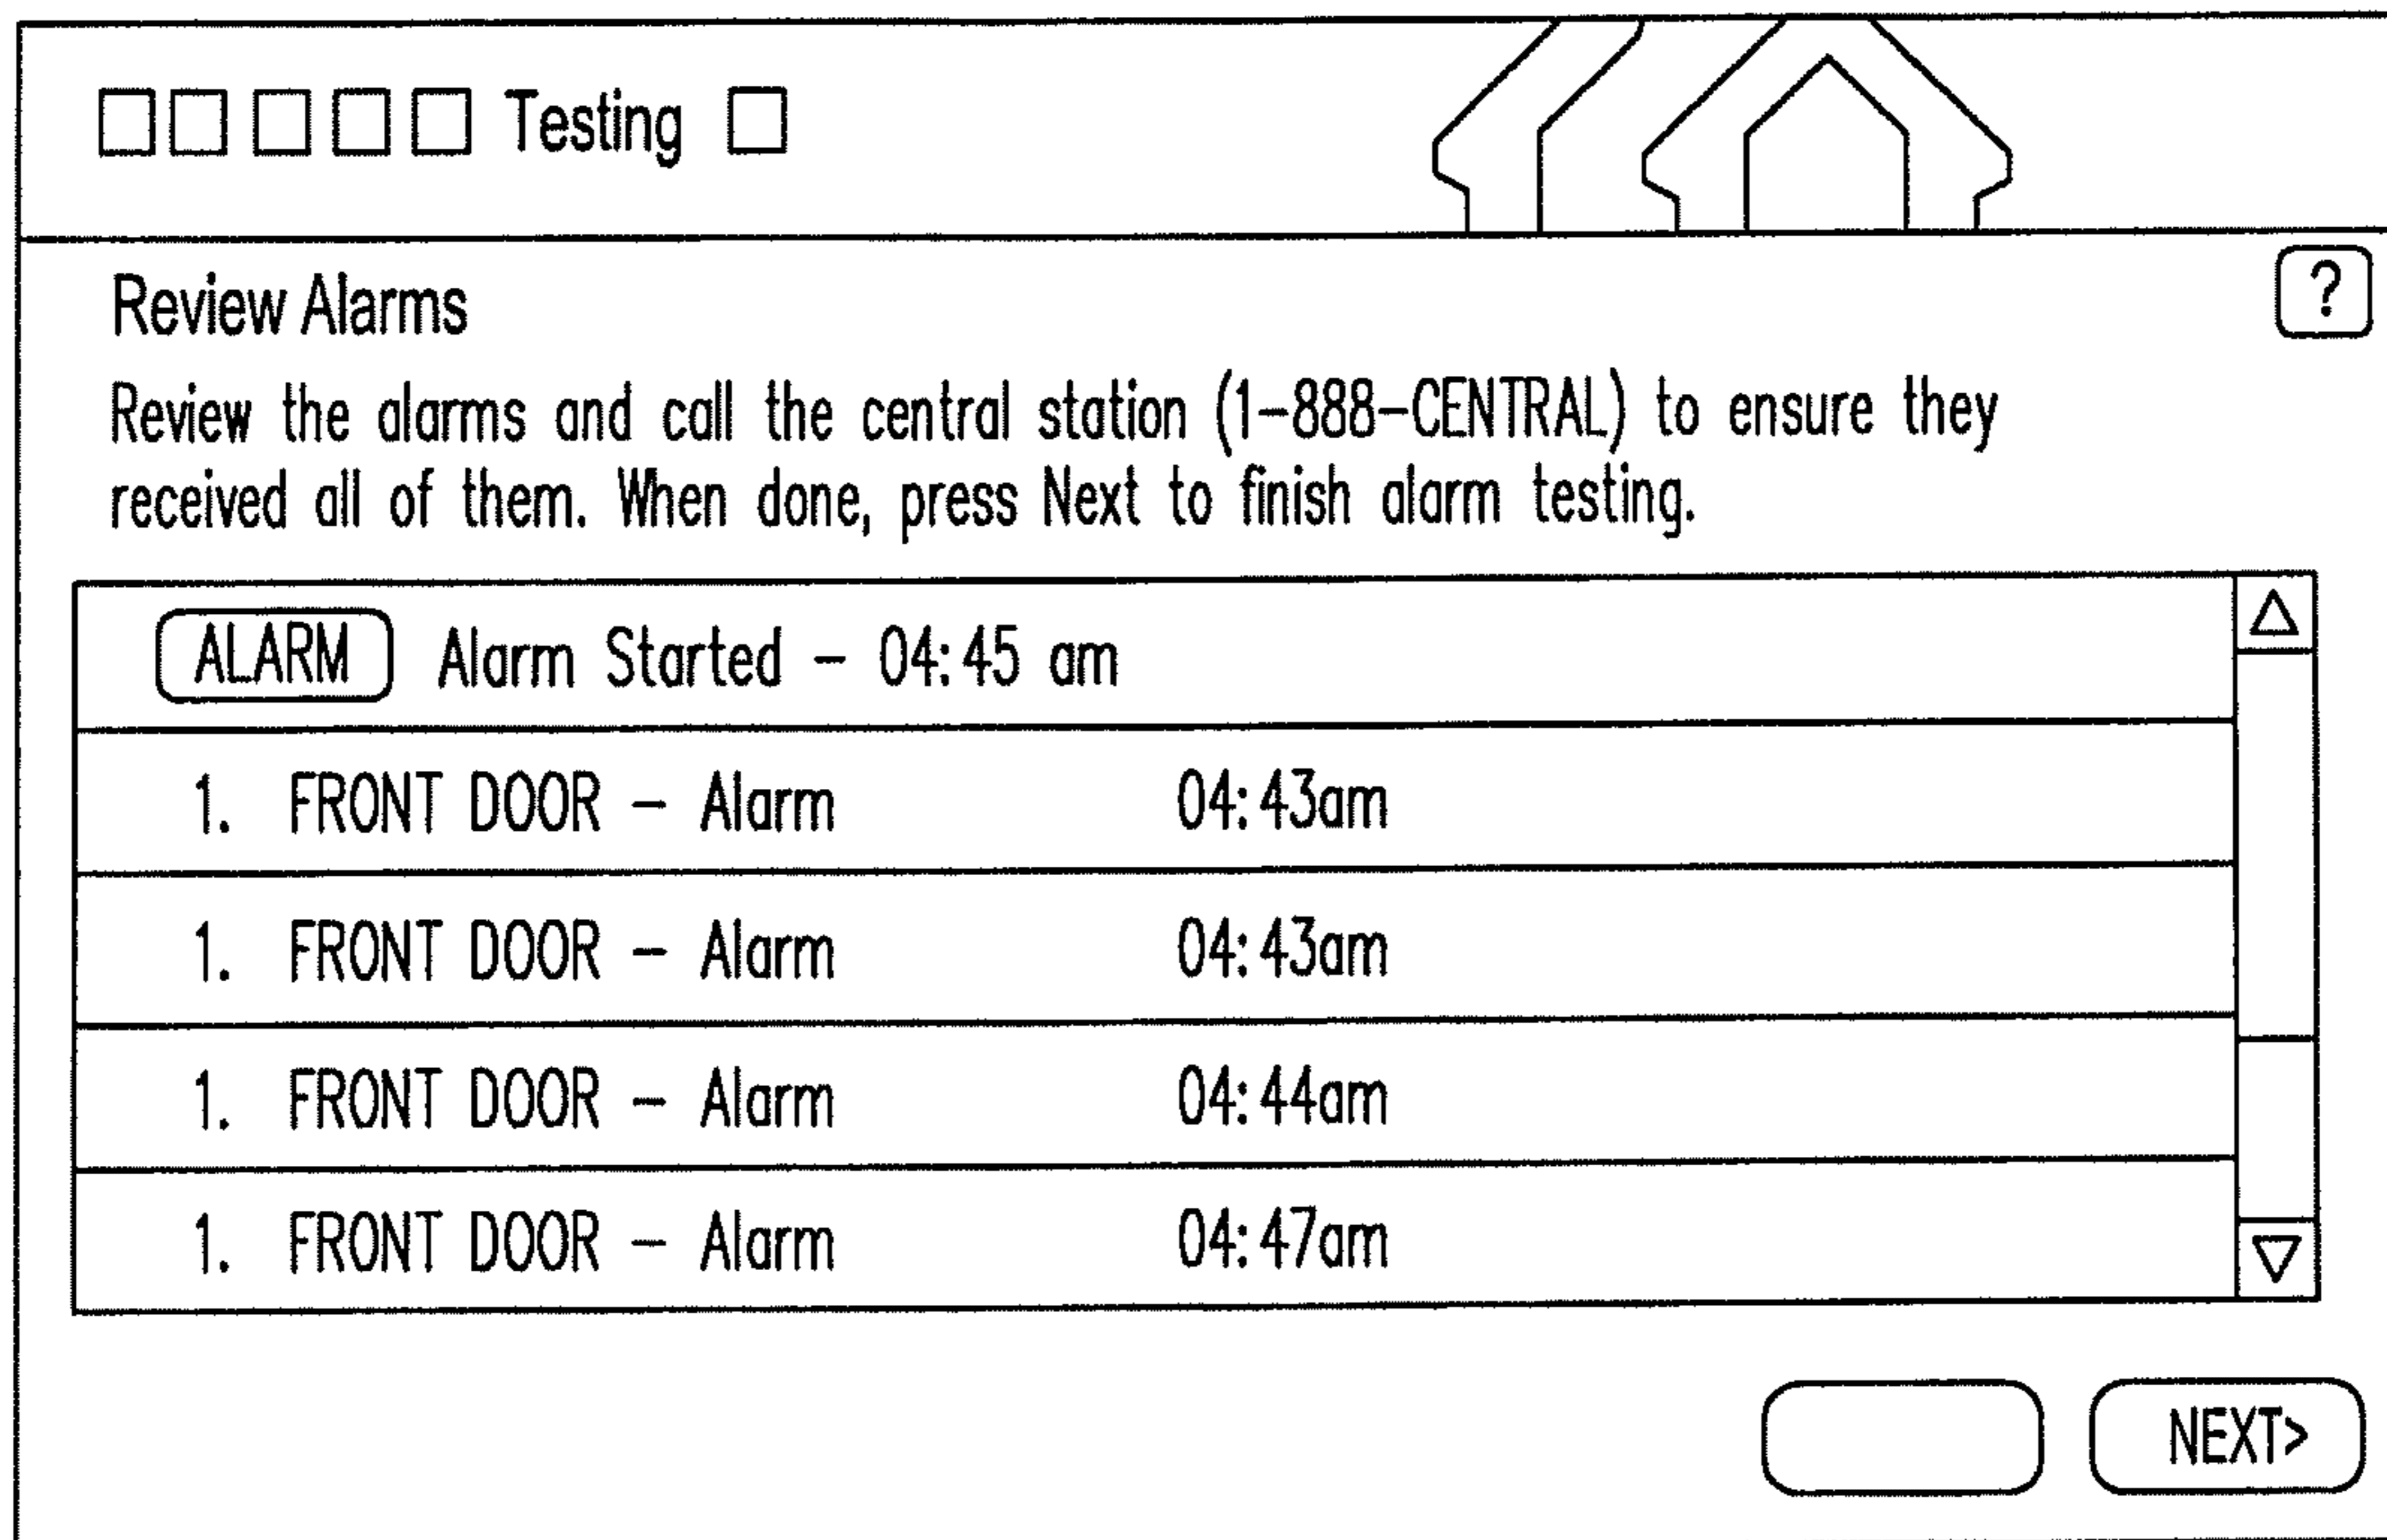 Testing
Review Alarms
?
Review the alarms and call the central station (1-888-CENTRAL) to ensure they
received all of them. When done, press Next to finish alarm testing.
ALARM Alarm Started – 04:45 am
1. FRONT DOOR – Alarm 04:43am
1. FRONT DOOR – Alarm 04:43am
1. FRONT DOOR – Alarm 04:44am
1. FRONT DOOR – Alarm 04:47am
NEXT>